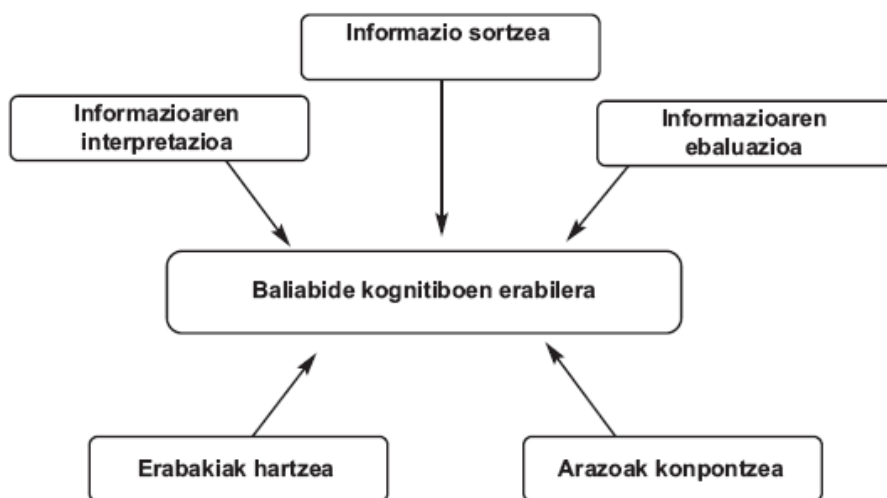 Informazio sortzea
Informazioaren
interpretazioa
Informazioaren
ebaluazioa
Baliabide kognitiboen erabilera
Erabakiak hartzea
Arazoak konpontzea